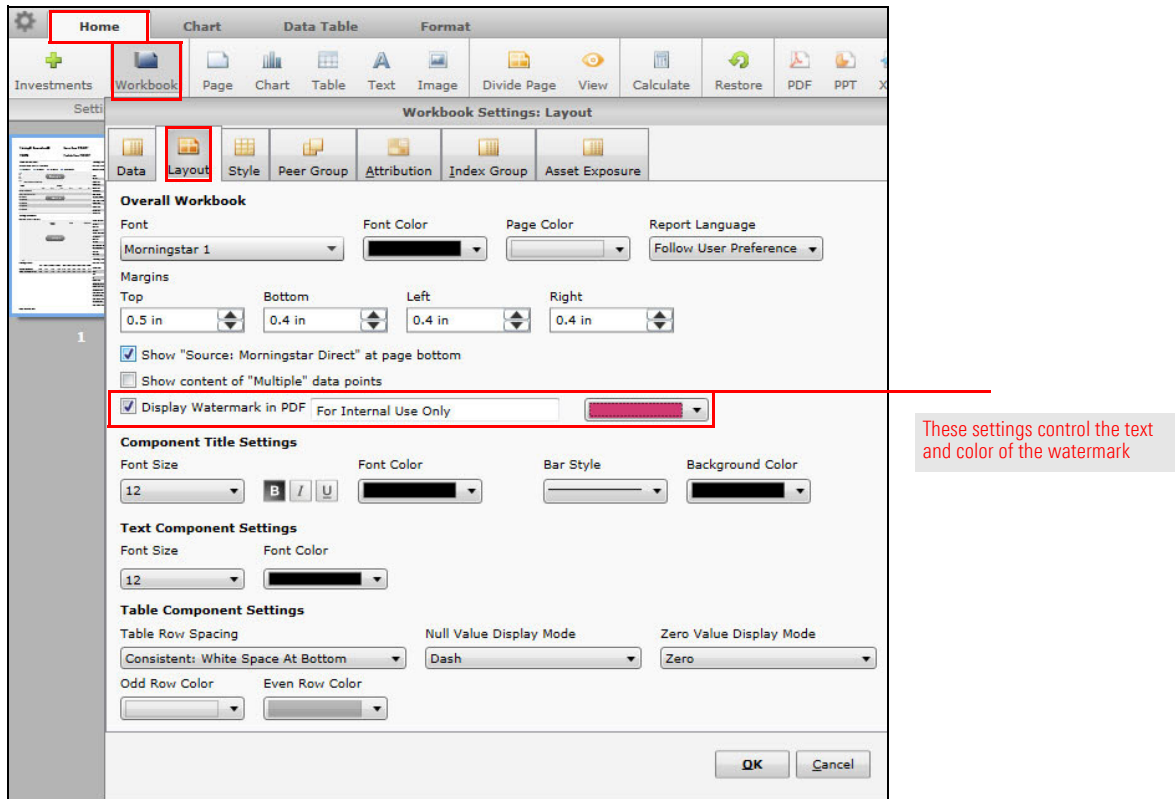 Home Chart Data Table Format
Investments Workbook Page Chart Table Text Image Divide Page View Calculate Restore PDF PPT X
Setti
Workbook Settings: Layout
Data Layout Style Peer Group Attribution Index Group Asset Exposure
Overall Workbook
Font Font Color Page Color Report Language
Morningstar 1 Follow User Preference
Margins
Top Bottom Left Right
0.5 in 0.4 in 0.4 in 0.4 in
1
Show "Source: Morningstar Direct" at page bottom
Show content of "Multiple" data points
Display Watermark in PDF For Internal Use Only
These settings control the text
and color of the watermark
Component Title Settings
Font Size Font Color Bar Style Background Color
12 B I U
Text Component Settings
Font Size Font Color
12
Table Component Settings
Table Row Spacing Null Value Display Mode Zero Value Display Mode
Consistent: White Space At Bottom Dash Zero
Odd Row Color Even Row Color
OK Cancel